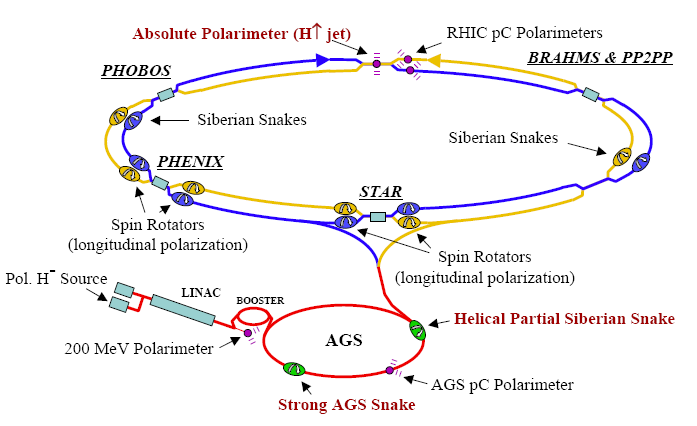 Absolute Polarimeter (H↑ jet)
RHIC pC Polarimeters
BRAHMS & PP2PP
PHOBOS
Siberian Snakes
Siberian Snakes
PHENIX
STAR
Spin Rotators
(longitudinal polarization)
Spin Rotators
(longitudinal polarization)
Pol. H⁻ Source
LINAC
BOOSTER
Helical Partial Siberian Snake
AGS
200 MeV Polarimeter
AGS pC Polarimeter
Strong AGS Snake